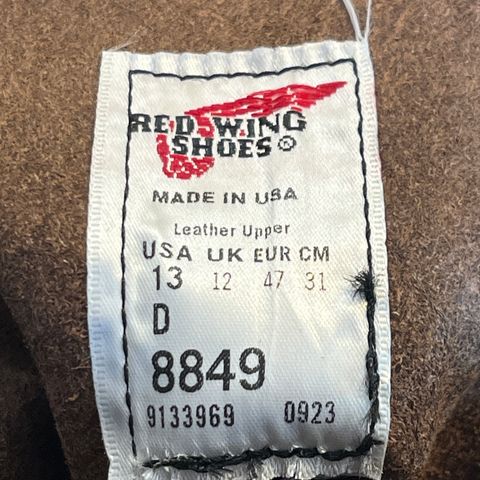 RED WING
SHOES®
MADE IN USA
Leather Upper
USA UK EUR CM
13 12 47 31
D
8849
9133969 0923